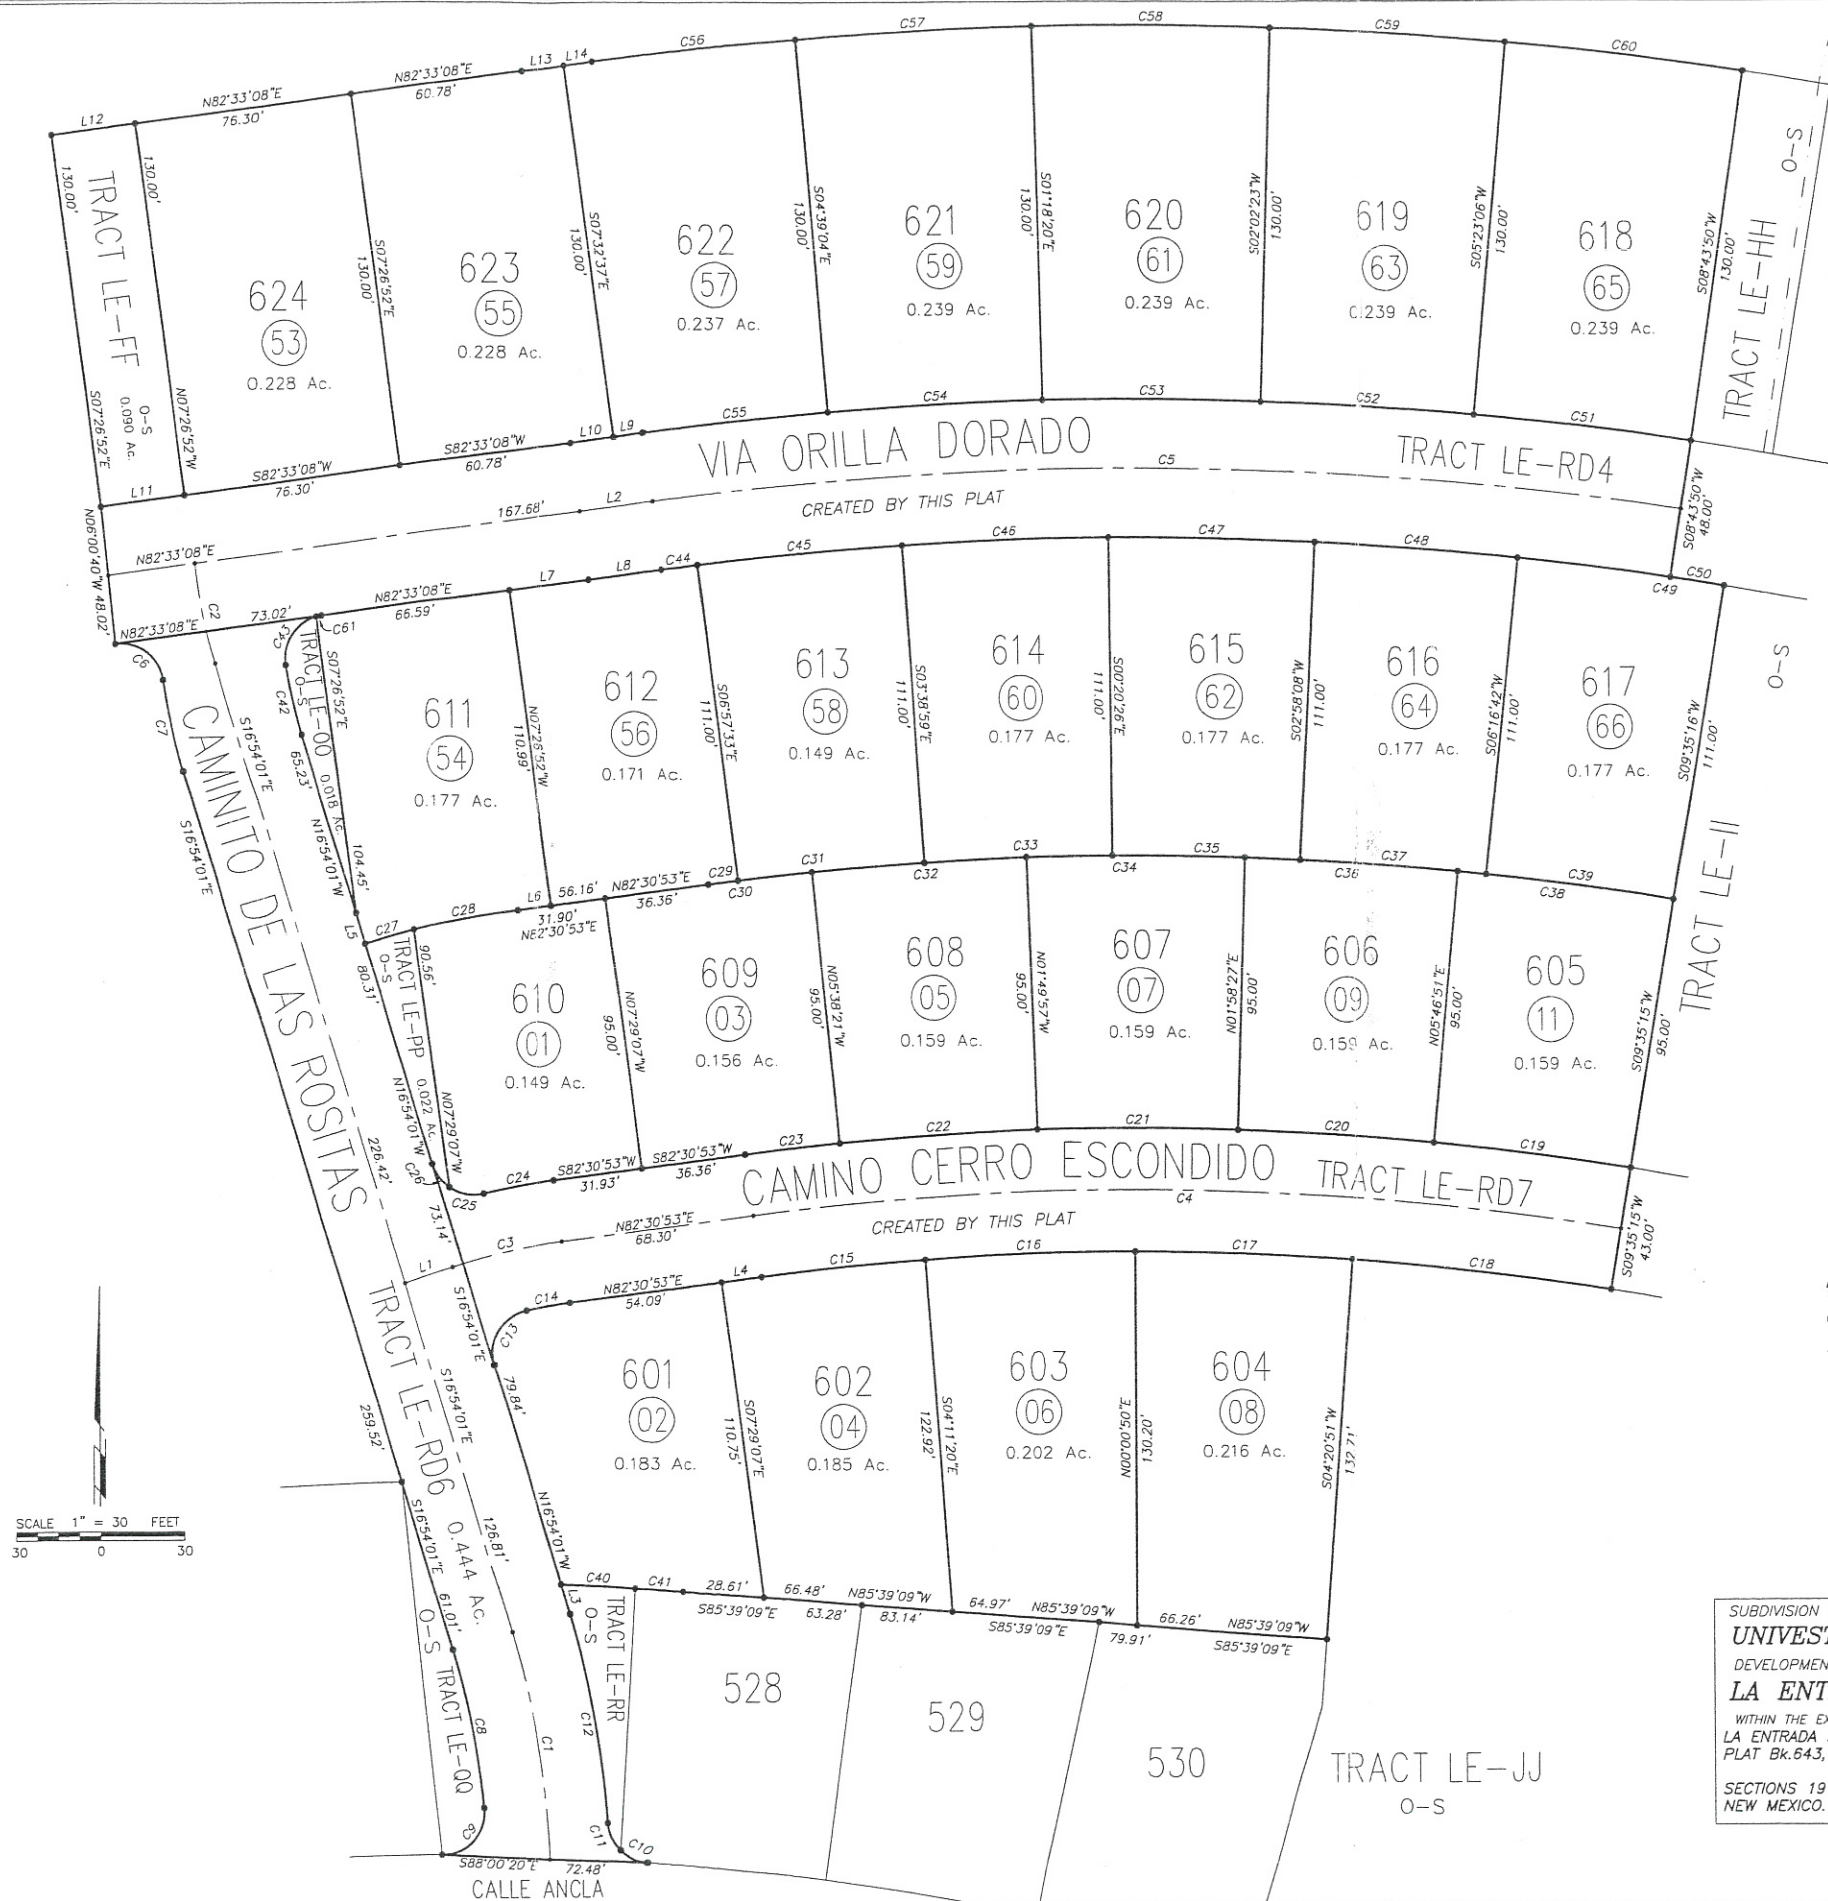 C56
C57
C58
C59
C60
L12
N82°33'08"E
76.30'
N82°33'08"E
60.78'
L13
L14
130.00'
S07°26'52"E
TRACT LE-FF
O-S
0.090 Ac.
130.00'
N07°26'52"W
624
53
0.228 Ac.
S07°26'52"E
130.00'
623
55
0.228 Ac.
S07°32'37"E
130.00'
622
57
0.237 Ac.
S04°39'04"E
130.00'
621
59
0.239 Ac.
S01°18'20"E
130.00'
620
61
0.239 Ac.
S02°02'23"W
130.00'
619
63
0.239 Ac.
S05°23'06"W
130.00'
618
65
0.239 Ac.
S08°43'50"W
130.00'
TRACT LE-HH
O-S
L11
S82°33'08"W
76.30'
S82°33'08"W
60.78'
L10
L9
C55
C54
C53
C52
C51
VIA ORILLA DORADO
TRACT LE-RD4
C5
CREATED BY THIS PLAT
167.68'
L2
N82°33'08"E
N06°00'40"W 48.02'
S08°43'50"W
48.00'
C2
N82°33'08"E
73.02'
C61
N82°33'08"E
66.59'
L7
L8
C44
C45
C46
C47
C48
C49
C50
C6
C7
C43
C42
65.23'
N16°54'01"W
TRACT LE-OO
O-S
0.018 Ac.
S07°26'52"E
104.45'
611
54
0.177 Ac.
110.99'
612
56
0.171 Ac.
S06°57'33"E
111.00'
613
58
0.149 Ac.
S03°38'59"E
111.00'
614
60
0.177 Ac.
S00°20'26"E
111.00'
615
62
0.177 Ac.
S02°58'08"W
111.00'
616
64
0.177 Ac.
S06°16'42"W
111.00'
617
66
0.177 Ac.
S09°35'16"W
111.00'
O-S
TRACT LE-II
CAMINITO DE LAS ROSITAS
S16°54'01"E
S16°54'01"E
L5
C27
C28
L6
56.16'
31.90'
N82°30'53"E
N82°30'53"E
36.36'
C29
C30
C31
C32
C33
C34
C35
C36
C37
C38
C39
80.31'
N16°54'01"W
TRACT LE-PP
O-S
0.022 Ac.
90.56'
N07°29'07"W
610
01
0.149 Ac.
N07°29'07"W
95.00'
609
03
0.156 Ac.
N05°38'21"W
95.00'
608
05
0.159 Ac.
N01°49'57"W
95.00'
607
07
0.159 Ac.
N01°58'27"E
95.00'
606
09
0.159 Ac.
N05°46'51"E
95.00'
605
11
0.159 Ac.
S09°35'15"W
95.00'
C26
C25
C24
S82°30'53"W
31.93'
S82°30'53"W
36.36'
C23
C22
C21
C20
C19
CAMINO CERRO ESCONDIDO
TRACT LE-RD7
C4
CREATED BY THIS PLAT
226.42'
73.14'
L1
C3
N82°30'53"E
68.30'
S09°35'15"W
43.00'
S16°54'01"E
C13
C14
N82°30'53"E
54.09'
L4
C15
C16
C17
C18
TRACT LE-RD6 0.444 Ac.
S16°54'01"E
259.52'
79.84'
N16°54'01"W
601
02
0.183 Ac.
S07°29'07"E
110.75'
602
04
0.185 Ac.
S04°11'20"E
122.92'
603
06
0.202 Ac.
N00°00'50"E
130.20'
604
08
0.216 Ac.
S04°20'51"W
132.71'
SCALE 1" = 30 FEET
30 0 30
S16°54'01"E 61.01'
126.81'
L3
C40
C41
28.61'
S85°39'09"E
66.48'
63.28'
N85°39'09"W
83.14'
64.97'
S85°39'09"E
N85°39'09"W
79.91'
66.26'
N85°39'09"W
S85°39'09"E
O-S TRACT LE-QQ
O-S
TRACT LE-RR
C8
C1
C12
528
529
530
TRACT LE-JJ
O-S
C9
C11
C10
S88°00'20"E
72.48'
CALLE ANCLA
SUBDIVISION
UNIVEST
DEVELOPMEN
LA ENT
WITHIN THE EX
LA ENTRADA
PLAT Bk.643,
SECTIONS 19
NEW MEXICO.